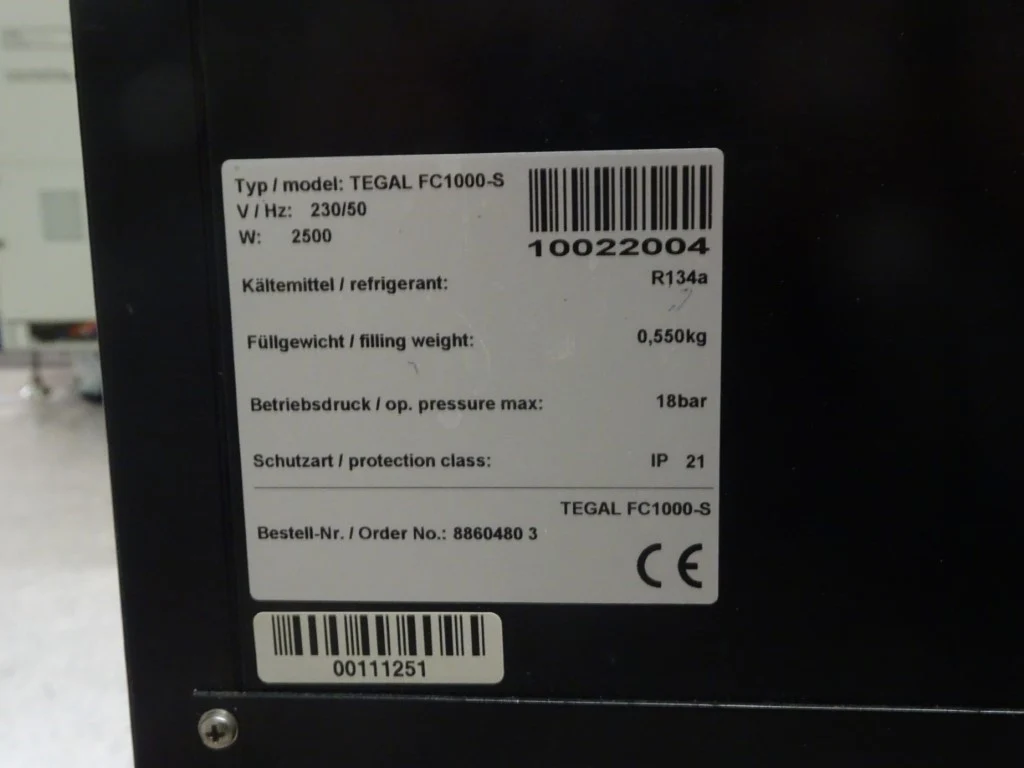 Typ / model: TEGAL FC1000-S
V / Hz: 230/50
W: 2500
10022004
Kältemittel / refrigerant: R134a
Füllgewicht / filling weight: 0,550kg
Betriebsdruck / op. pressure max: 18bar
Schutzart / protection class: IP 21
TEGAL FC1000-S
Bestell-Nr. / Order No.: 8860480 3
CE
00111251